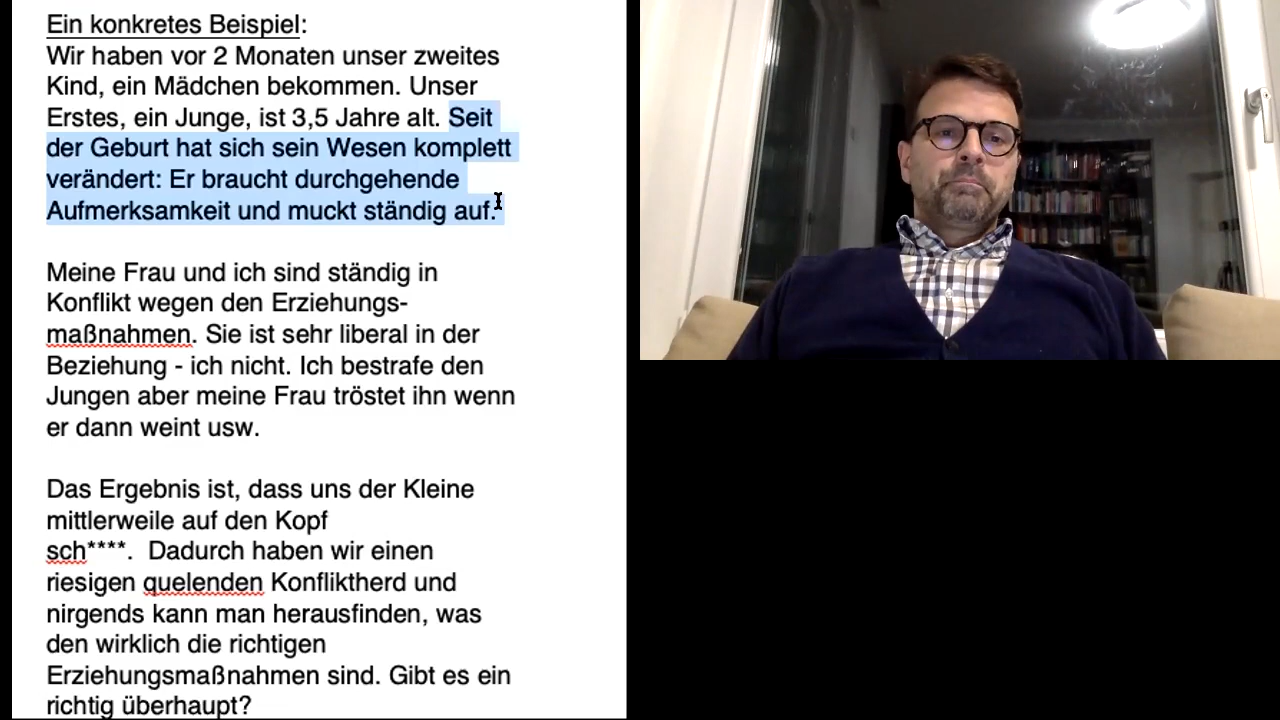 Ein konkretes Beispiel:
Wir haben vor 2 Monaten unser zweites
Kind, ein Mädchen bekommen. Unser
Erstes, ein Junge, ist 3,5 Jahre alt. Seit
der Geburt hat sich sein Wesen komplett
verändert: Er braucht durchgehende
Aufmerksamkeit und muckt ständig auf.
Meine Frau und ich sind ständig in
Konflikt wegen den Erziehungs-
maßnahmen. Sie ist sehr liberal in der
Beziehung - ich nicht. Ich bestrafe den
Jungen aber meine Frau tröstet ihn wenn
er dann weint usw.
Das Ergebnis ist, dass uns der Kleine
mittlerweile auf den Kopf
sch****.  Dadurch haben wir einen
riesigen quelenden Konfliktherd und
nirgends kann man herausfinden, was
den wirklich die richtigen
Erziehungsmaßnahmen sind. Gibt es ein
richtig überhaupt?